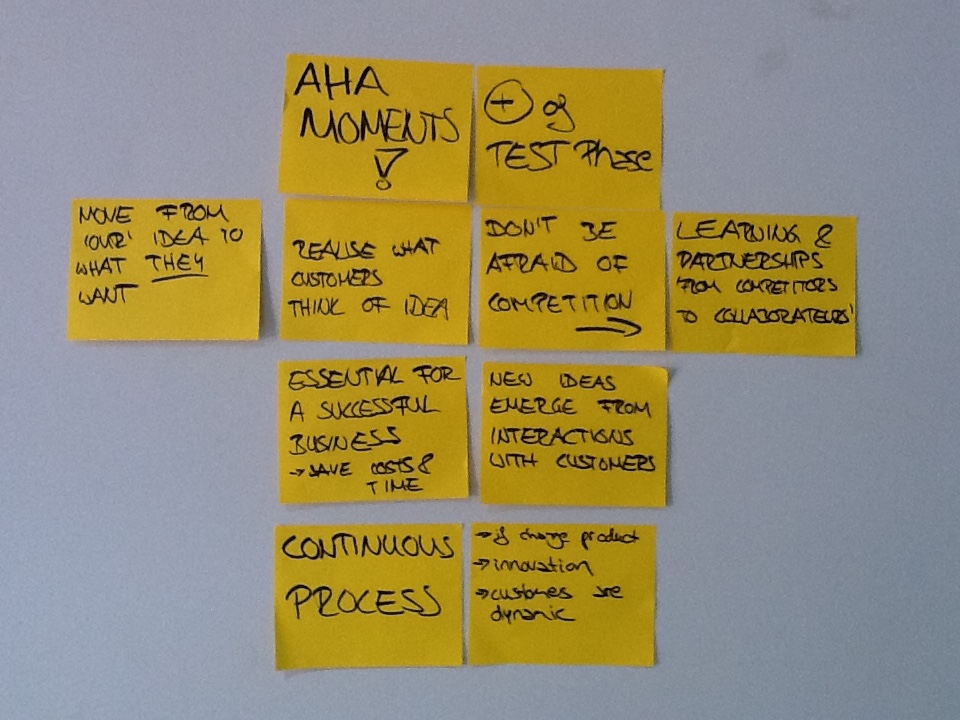 AHA
MOMENTS
!
+ of
TEST Phase
MOVE FROM
'OUR' IDEA TO
WHAT THEY
WANT
REALISE WHAT
CUSTOMERS
THINK OF IDEA
DON'T BE
AFRAID OF
COMPETITION
→
LEARNING &
PARTNERSHIPS
'FROM COMPETITORS
TO COLLABORATEURS'
ESSENTIAL FOR
A SUCCESSFUL
BUSINESS
→ SAVE COSTS &
TIME
NEW IDEAS
EMERGE FROM
INTERACTIONS
WITH CUSTOMERS
CONTINUOUS
PROCESS
→ if change product
→ innovation
→ customers are
dynamic